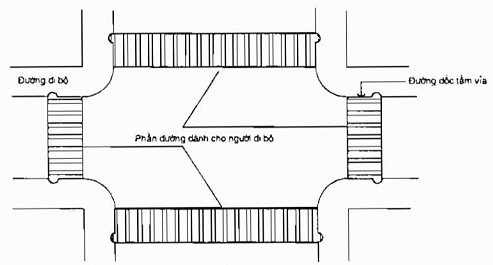 Đường đi bộ
Đường dốc tấm vỉa
Phần đường dành cho người đi bộ